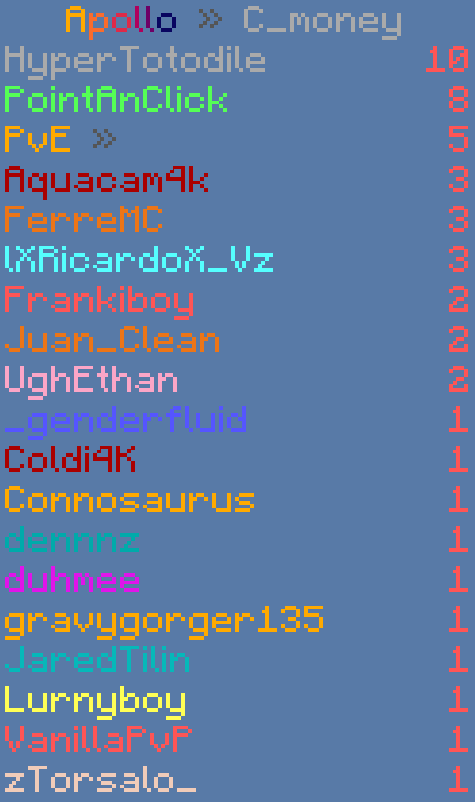 Apollo » C_money
HyperTotodile 10
PointAnClick 8
PvE » 5
Aquacam4k 3
FerreMC 3
lXRicardoX_Vz 3
Frankiboy 2
Juan_Clean 2
UghEthan 2
_genderfluid 1
Coldi4K 1
Connosaurus 1
dennnz 1
duhmee 1
gravygorger135 1
JaredTilin 1
Lurnyboy 1
VanillaPvP 1
zTorsalo_ 1